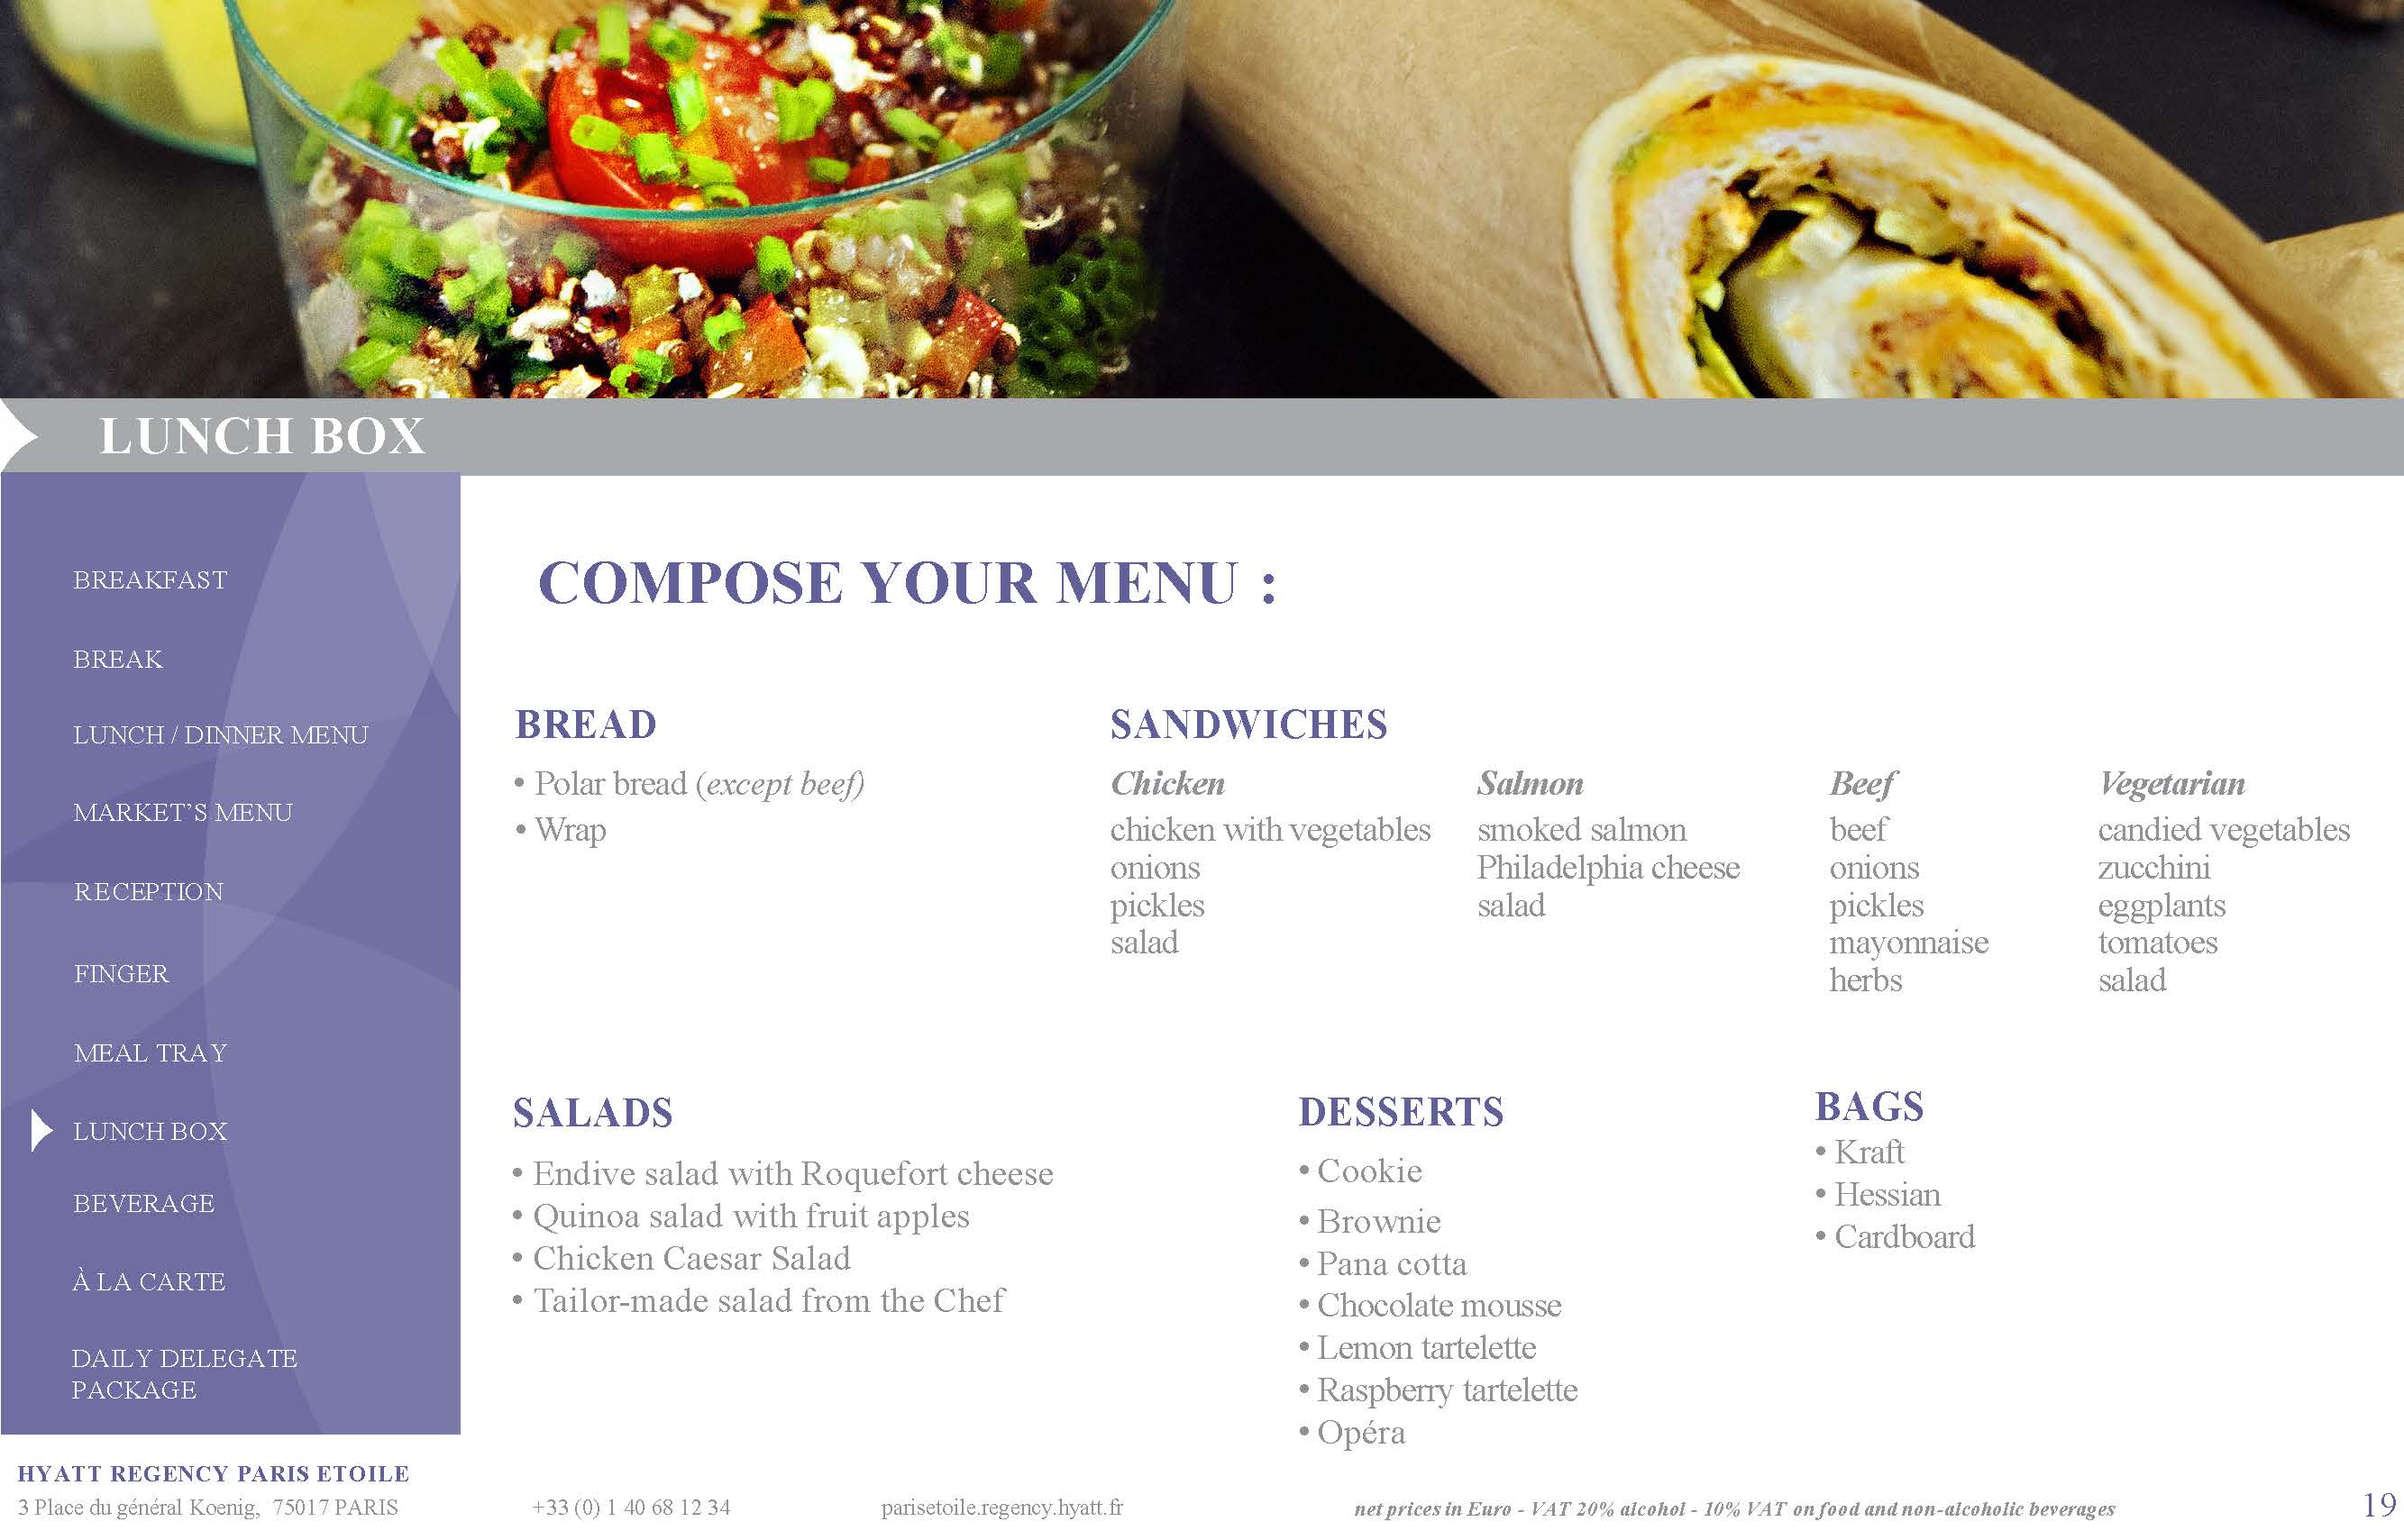 LUNCH BOX
BREAKFAST
BREAK
LUNCH / DINNER MENU
MARKET’S MENU
RECEPTION
FINGER
MEAL TRAY
LUNCH BOX
BEVERAGE
À LA CARTE
DAILY DELEGATE
PACKAGE
COMPOSE YOUR MENU :
BREAD
• Polar bread (except beef)
• Wrap
SANDWICHES
Chicken
chicken with vegetables
onions
pickles
salad
Salmon
smoked salmon
Philadelphia cheese
salad
Beef
beef
onions
pickles
mayonnaise
herbs
Vegetarian
candied vegetables
zucchini
eggplants
tomatoes
salad
SALADS
• Endive salad with Roquefort cheese
• Quinoa salad with fruit apples
• Chicken Caesar Salad
• Tailor-made salad from the Chef
DESSERTS
• Cookie
• Brownie
• Pana cotta
• Chocolate mousse
• Lemon tartelette
• Raspberry tartelette
• Opéra
BAGS
• Kraft
• Hessian
• Cardboard
HYATT REGENCY PARIS ETOILE
3 Place du général Koenig, 75017 PARIS
+33 (0) 1 40 68 12 34
parisetoile.regency.hyatt.fr
net prices in Euro - VAT 20% alcohol - 10% VAT on food and non-alcoholic beverages
19